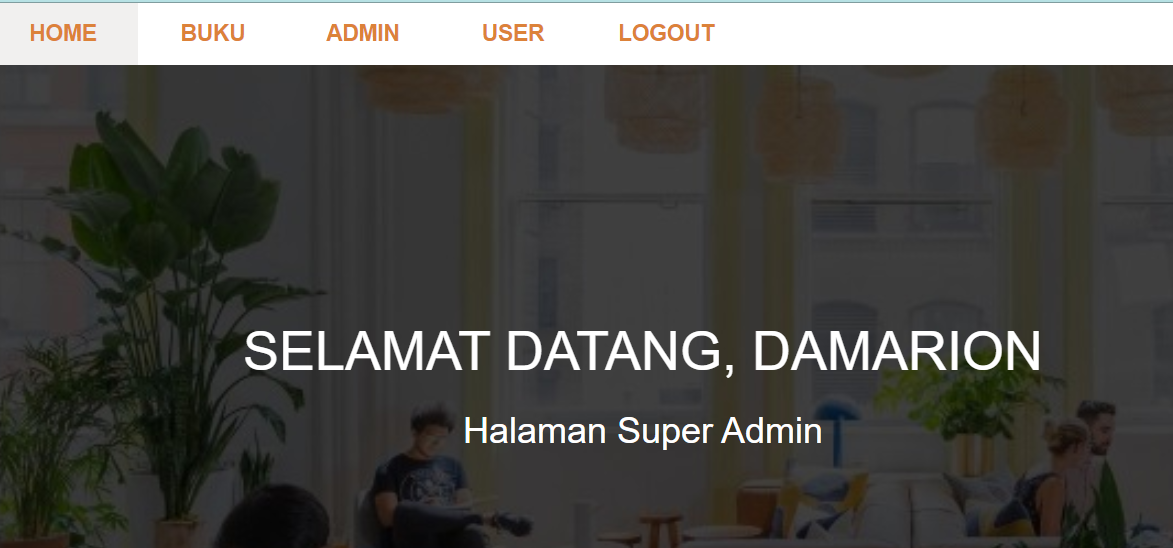 HOME BUKU ADMIN USER LOGOUT
SELAMAT DATANG, DAMARION
Halaman Super Admin